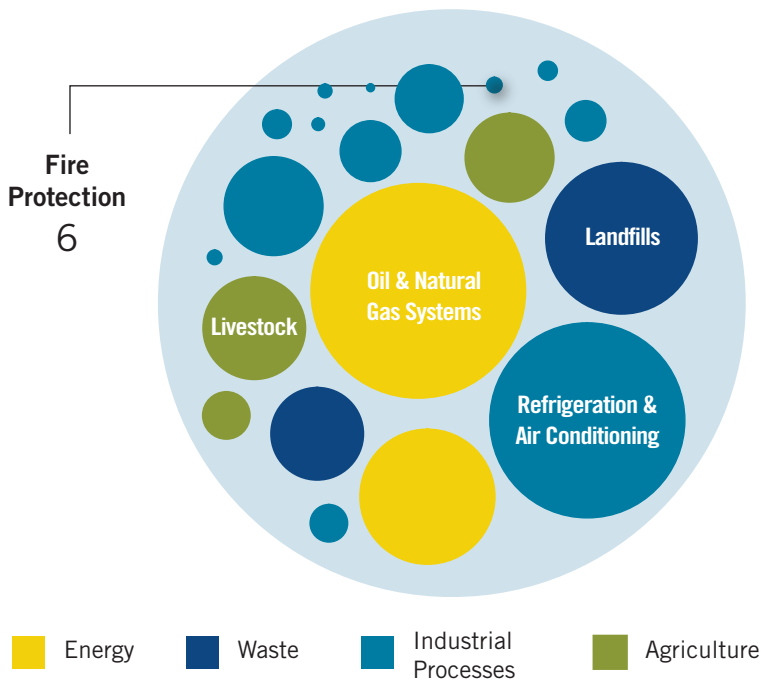 Fire
Protection
6
Oil & Natural
Gas Systems
Landfills
Livestock
Refrigeration &
Air Conditioning
Energy
Waste
Industrial
Processes
Agriculture